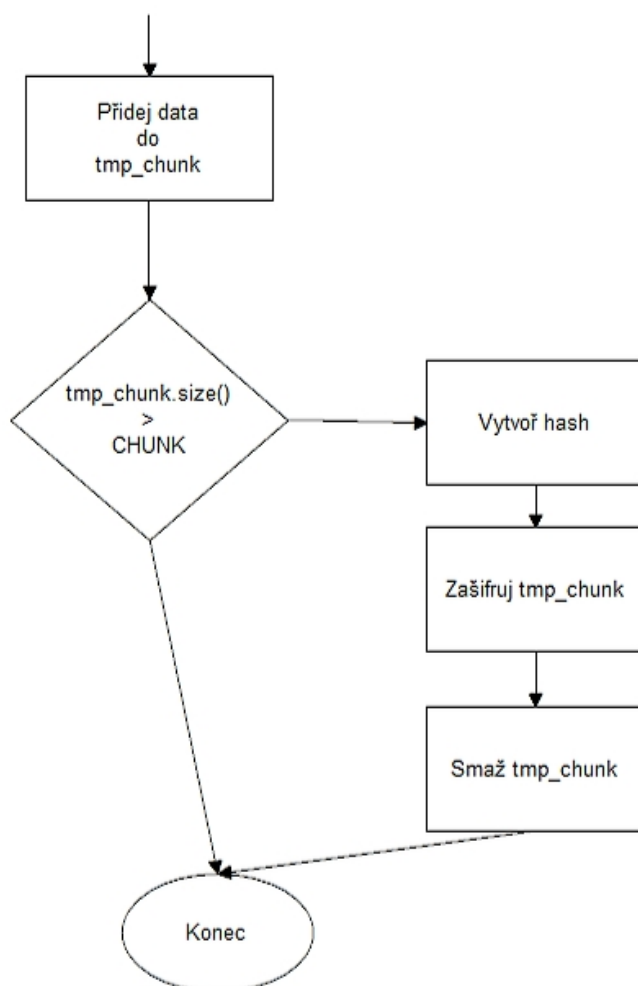 Přidej data
do
tmp_chunk
tmp_chunk.size()
>
CHUNK
Vytvoř hash
Zašifruj tmp_chunk
Smaž tmp_chunk
Konec